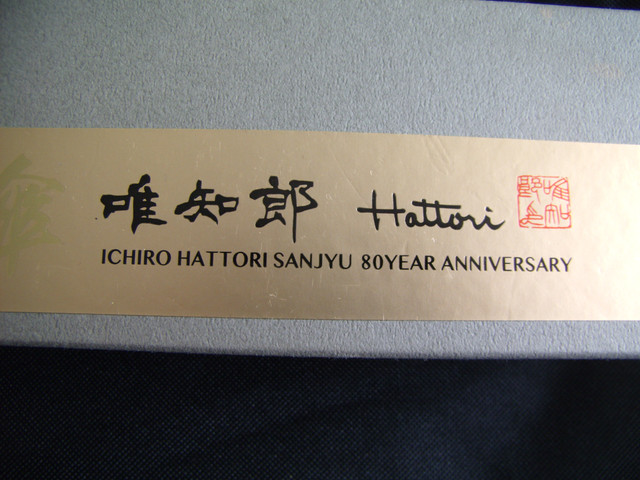 唯知郎 Hattori
ICHIRO HATTORI SANJYU 80YEAR ANNIVERSARY